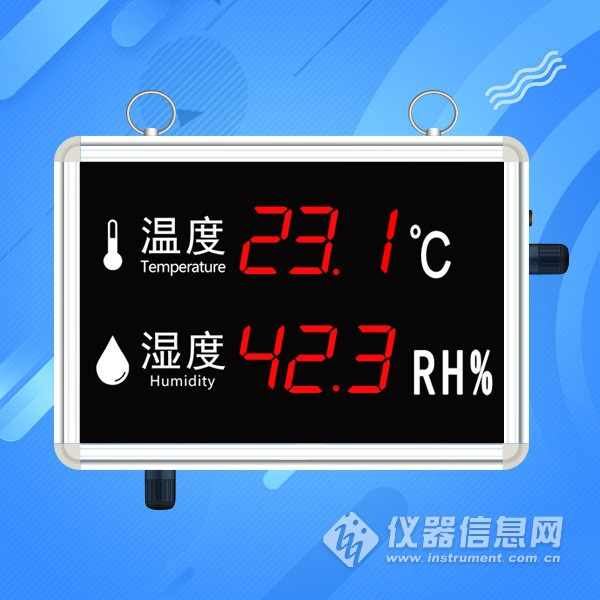 温度 23.1 °C
Temperature
湿度 42.3 RH%
Humidity
仪器信息网
www.instrument.com.cn